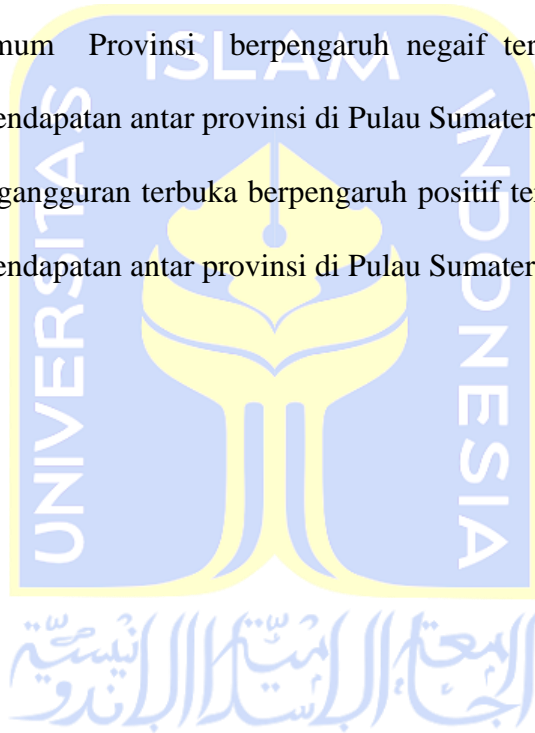 mum Provinsi berpengaruh negaif ter
endapatan antar provinsi di Pulau Sumater
gangguran terbuka berpengaruh positif ter
endapatan antar provinsi di Pulau Sumater
UNIVERSITAS
ISLAM
INDONESIA